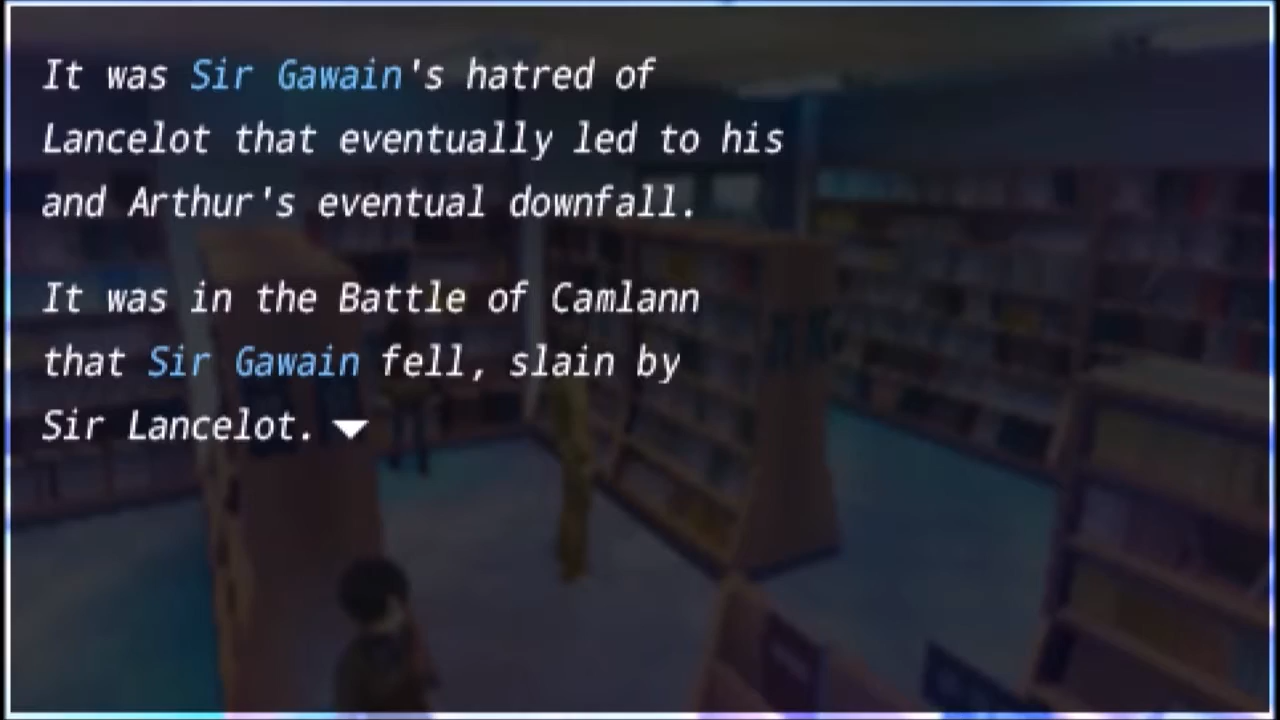 It was Sir Gawain's hatred of
Lancelot that eventually led to his
and Arthur's eventual downfall.
It was in the Battle of Camlann
that Sir Gawain fell, slain by
Sir Lancelot.